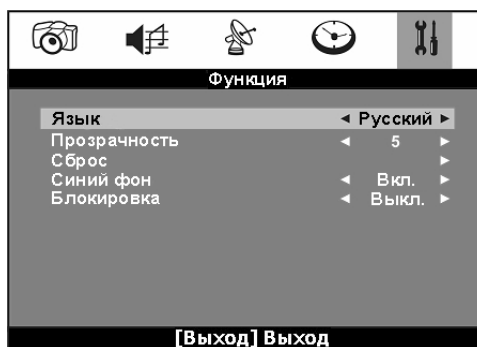 Функция
Язык ◄ Русский ►
Прозрачность ◄ 5 ►
Сброс ►
Синий фон ◄ Вкл. ►
Блокировка ◄ Выкл. ►
[Выход] Выход